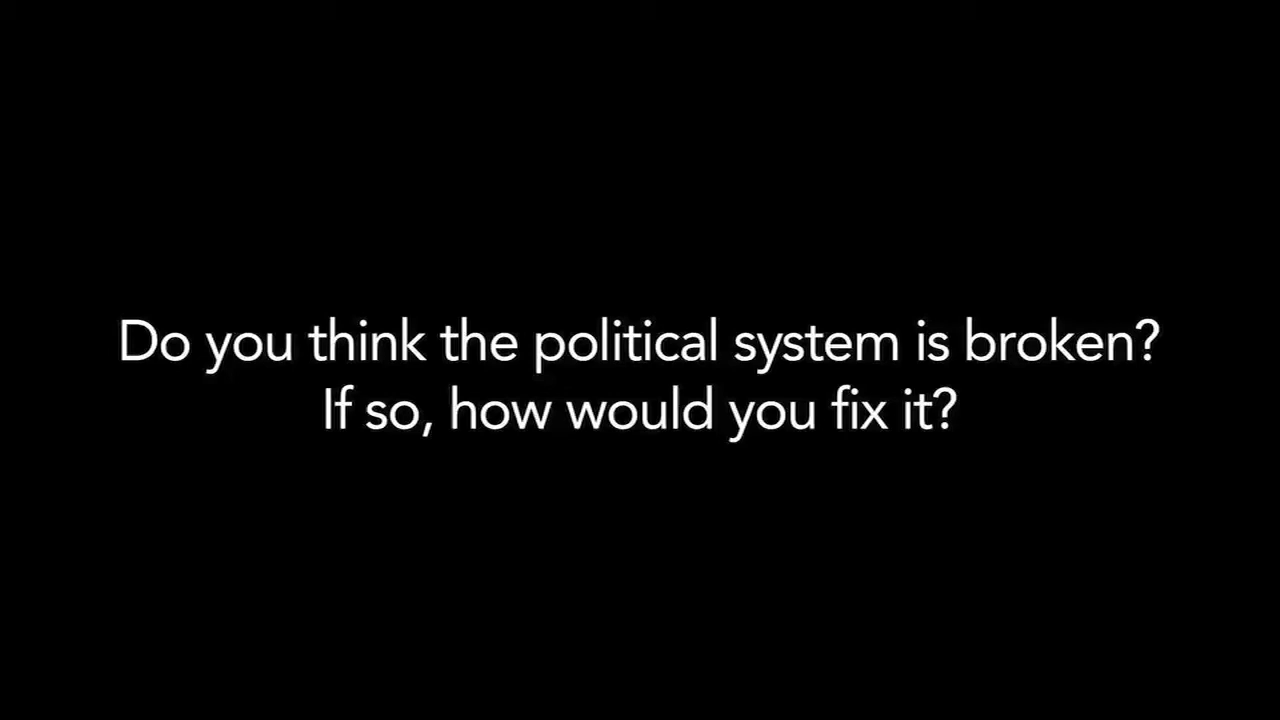 Do you think the political system is broken?
If so, how would you fix it?